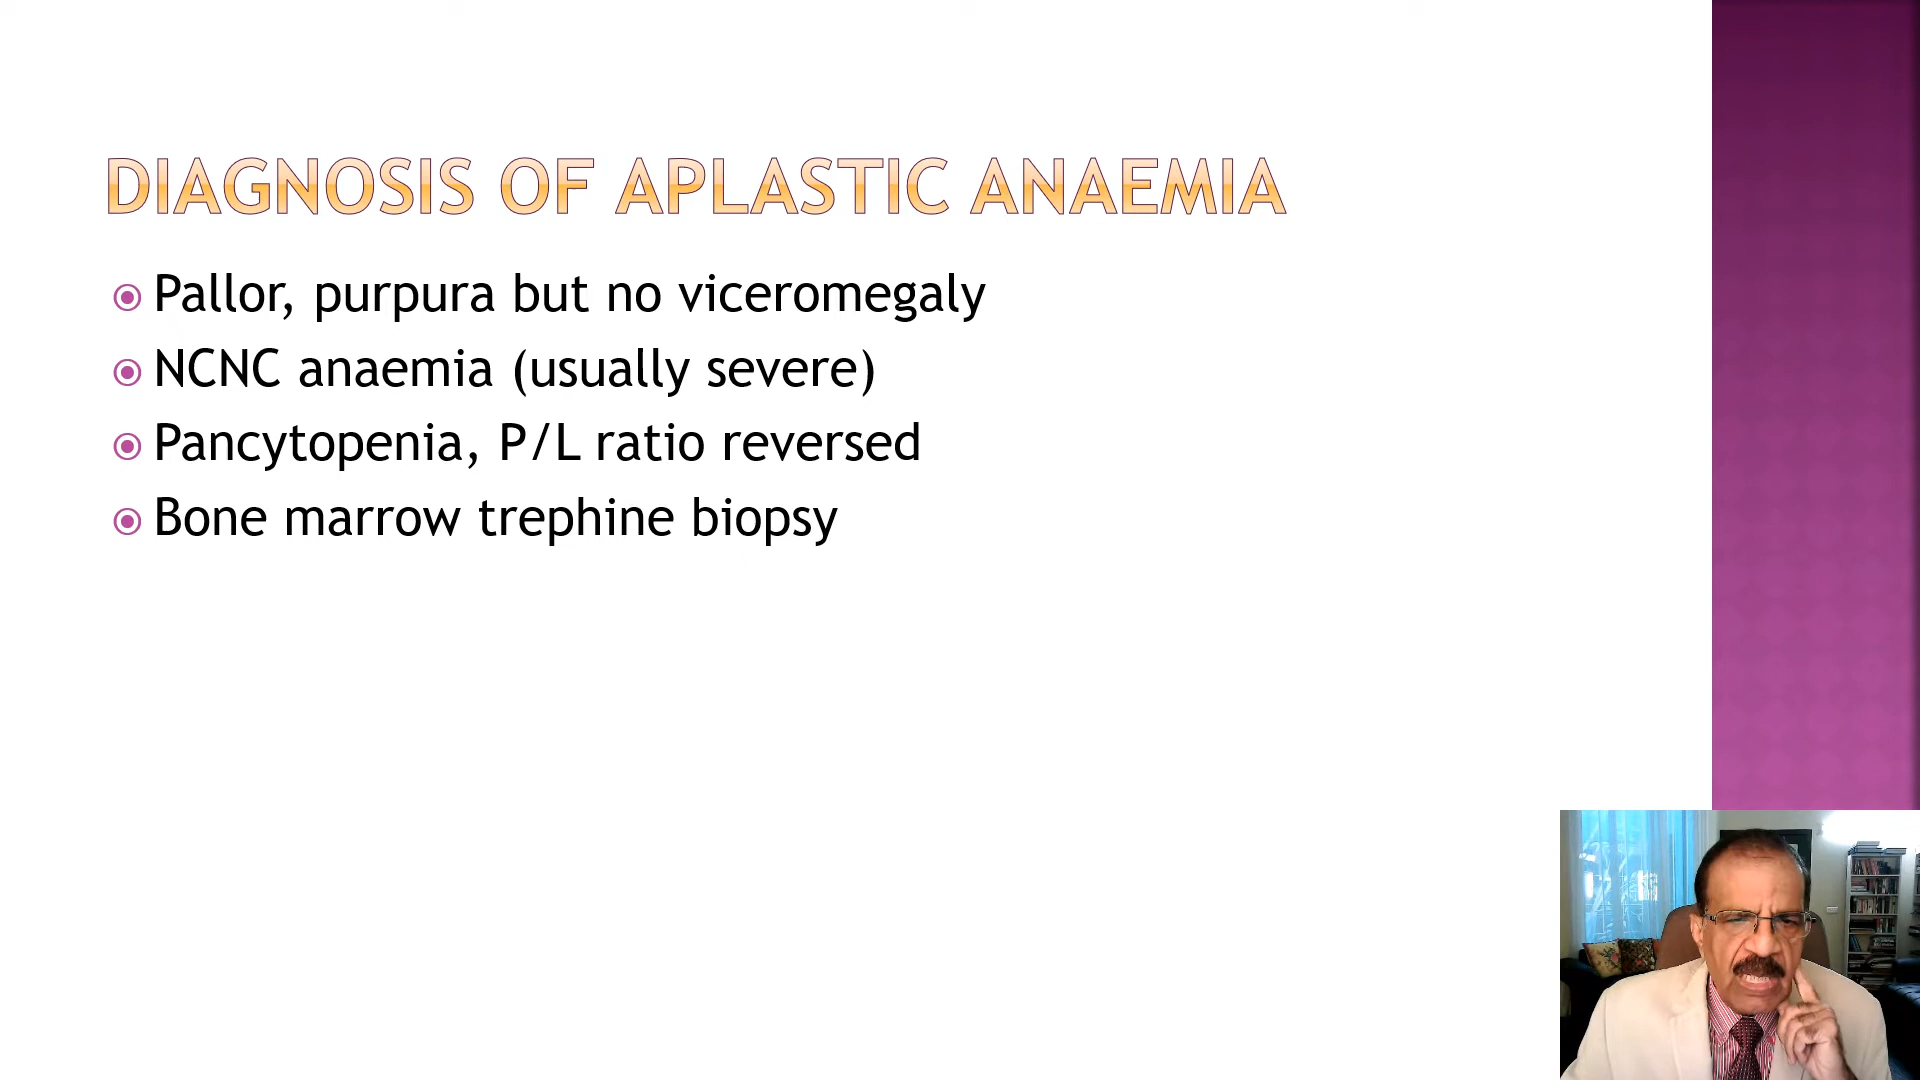 DIAGNOSIS OF APLASTIC ANAEMIA
Pallor, purpura but no viceromegaly
NCNC anaemia (usually severe)
Pancytopenia, P/L ratio reversed
Bone marrow trephine biopsy